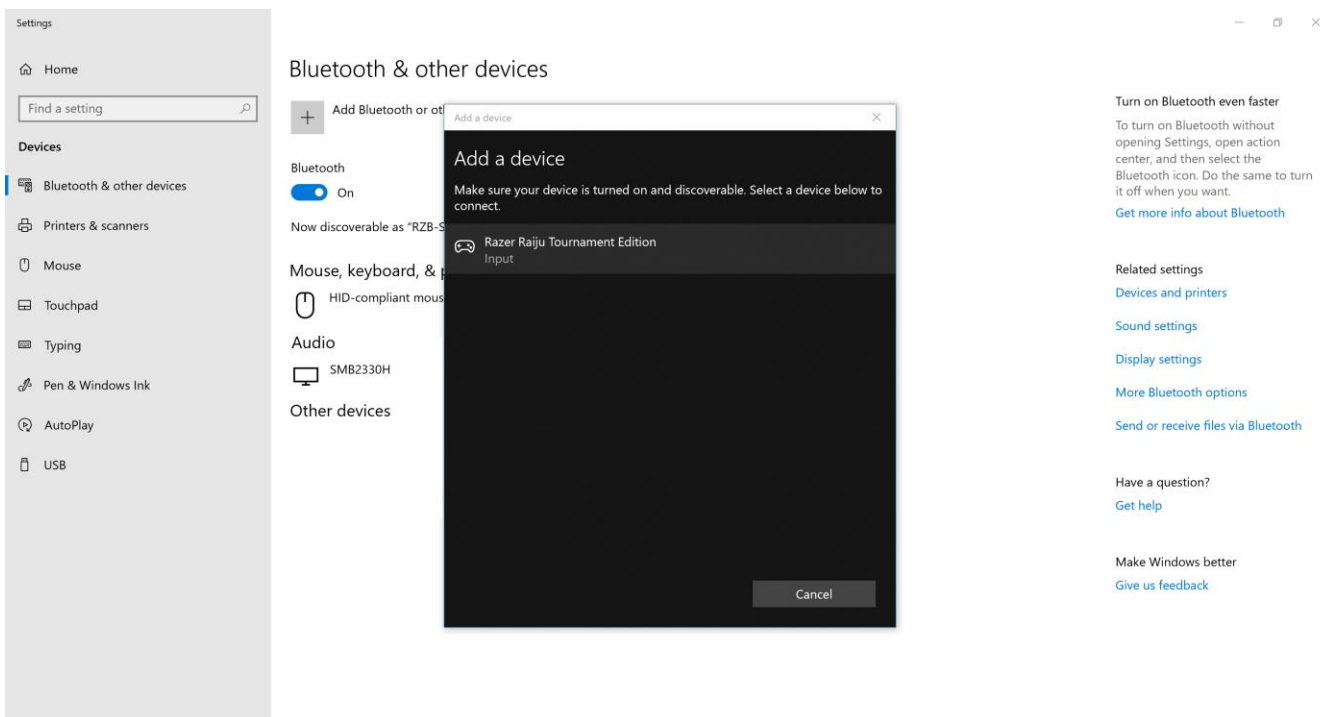 Settings
Home
Find a setting
Devices
Bluetooth & other devices
Printers & scanners
Mouse
Touchpad
Typing
Pen & Windows Ink
AutoPlay
USB
Bluetooth & other devices
Add Bluetooth or ot
Bluetooth
On
Now discoverable as "RZB-S
Mouse, keyboard, & p
HID-compliant mous
Audio
SMB2330H
Other devices
Add a device
Add a device
Make sure your device is turned on and discoverable. Select a device below to
connect.
Razer Raiju Tournament Edition
Input
Cancel
Turn on Bluetooth even faster
To turn on Bluetooth without
opening Settings, open action
center, and then select the
Bluetooth icon. Do the same to turn
it off when you want.
Get more info about Bluetooth
Related settings
Devices and printers
Sound settings
Display settings
More Bluetooth options
Send or receive files via Bluetooth
Have a question?
Get help
Make Windows better
Give us feedback